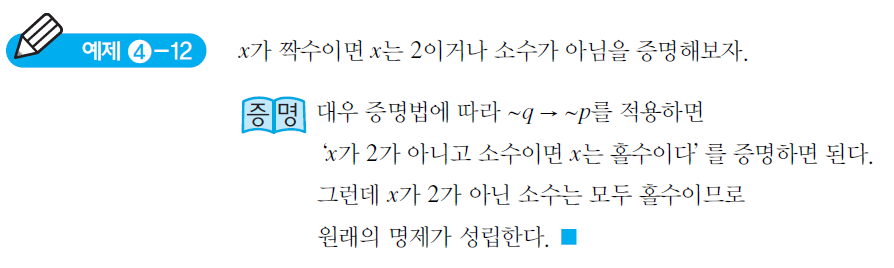 예제 4-12 x가 짝수이면 x는 2이거나 소수가 아님을 증명해보자.
증명 대우 증명법에 따라 ~q → ~p를 적용하면
‘x가 2가 아니고 소수이면 x는 홀수이다’ 를 증명하면 된다.
그런데 x가 2가 아닌 소수는 모두 홀수이므로
원래의 명제가 성립한다. ■